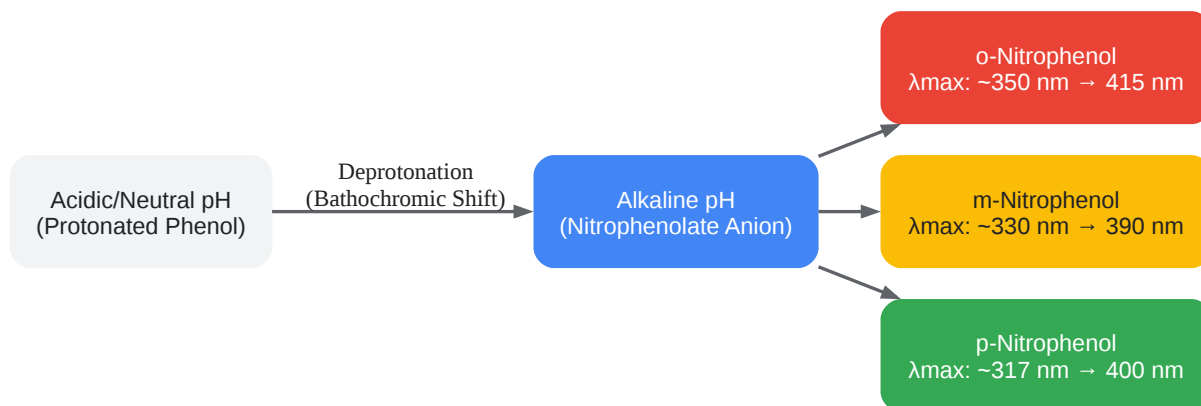 Acidic/Neutral pH
(Protonated Phenol)
Deprotonation
(Bathochromic Shift)
Alkaline pH
(Nitrophenolate Anion)
o-Nitrophenol
λmax: ~350 nm → 415 nm
m-Nitrophenol
λmax: ~330 nm → 390 nm
p-Nitrophenol
λmax: ~317 nm → 400 nm